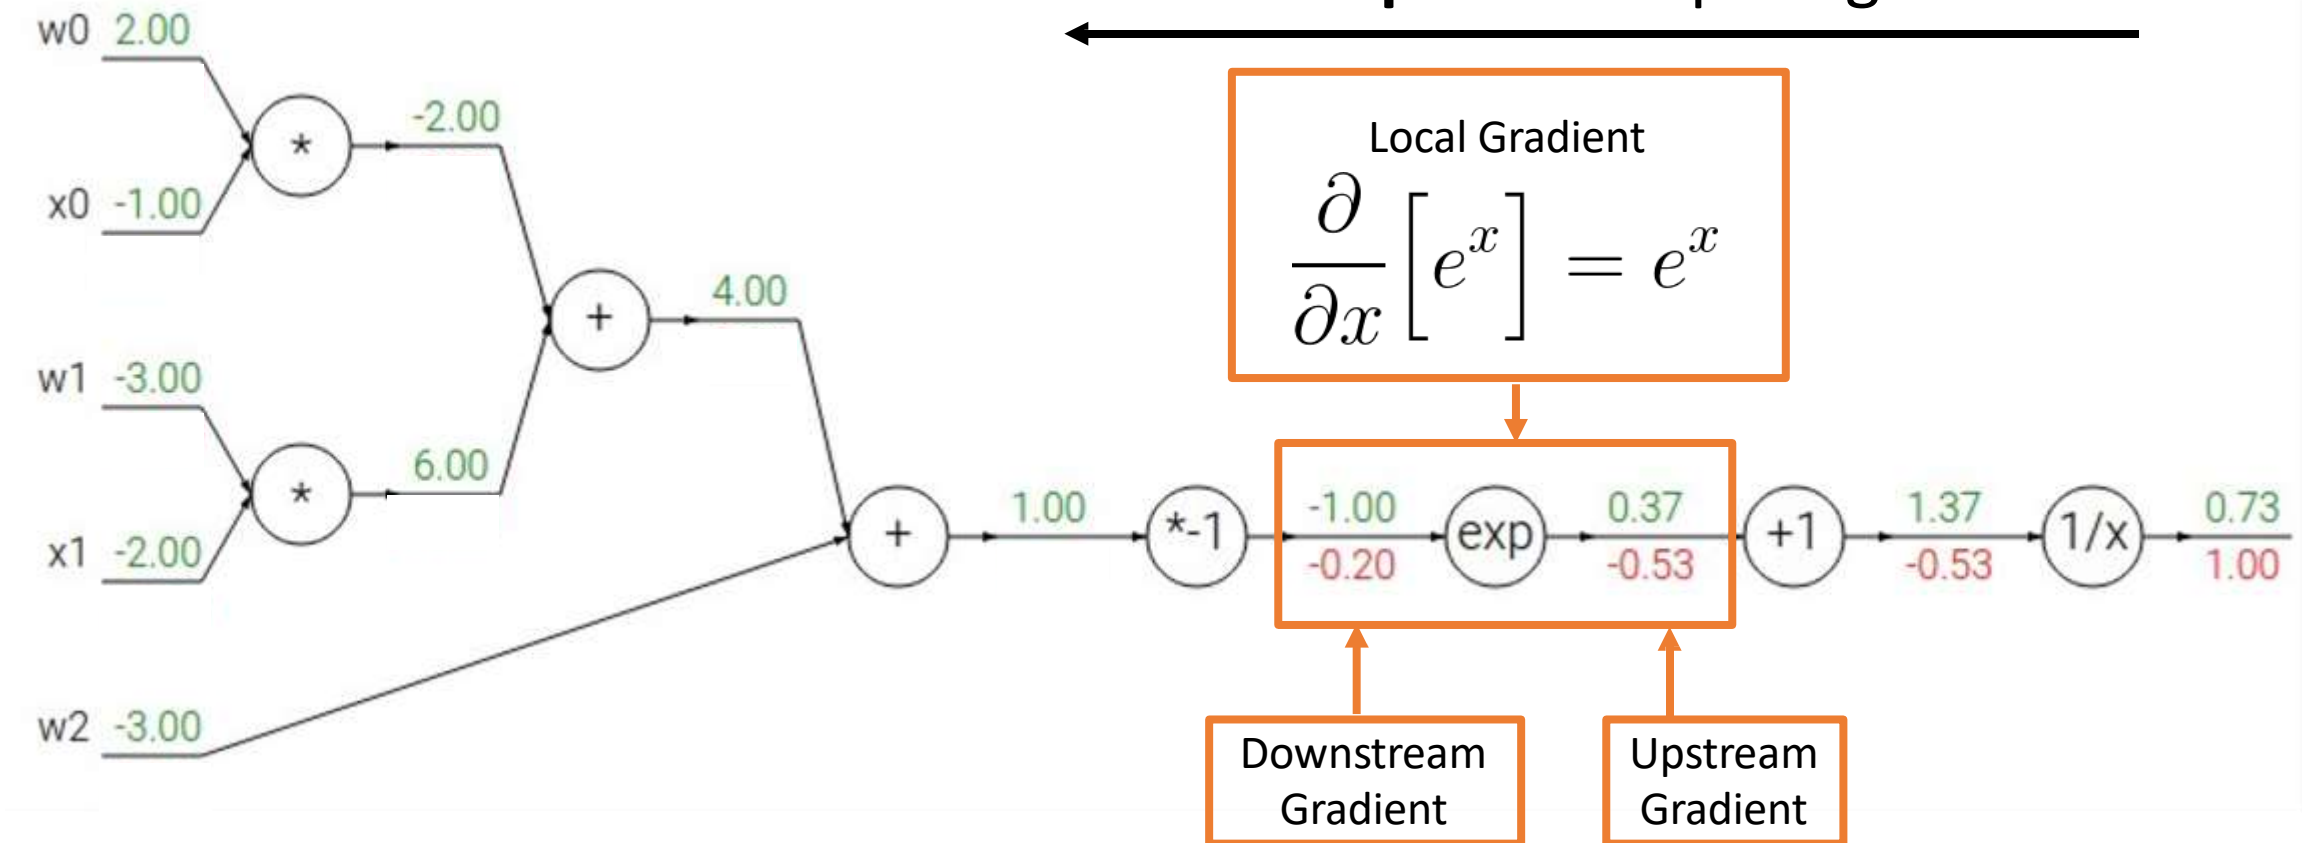 w0 2.00
-2.00
*
x0 -1.00
Local Gradient
∂/∂x [e^x] = e^x
4.00
+
w1 -3.00
6.00
*
x1 -2.00
1.00 -1.00 0.37 1.37 0.73
+ *-1 exp +1 1/x
-0.20 -0.53 -0.53 1.00
w2 -3.00
Downstream
Gradient
Upstream
Gradient